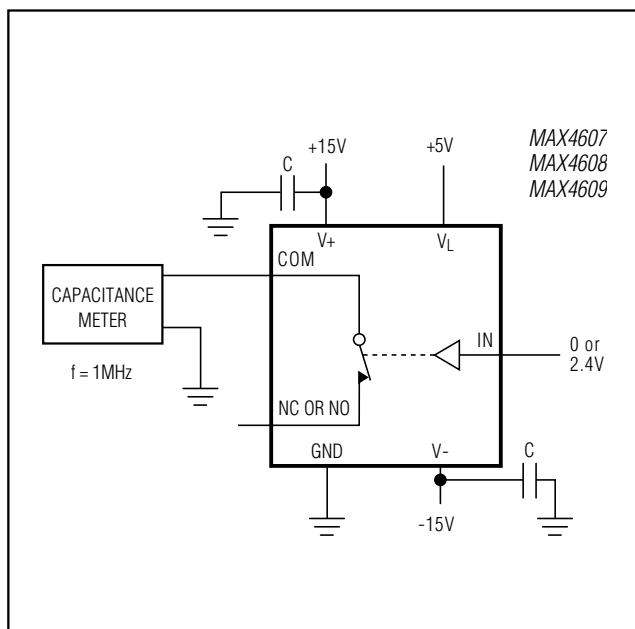 MAX4607
MAX4608
MAX4609
+15V
+5V
C
V+
VL
COM
CAPACITANCE
METER
f = 1MHz
IN
0 or
2.4V
NC OR NO
GND
V-
C
-15V